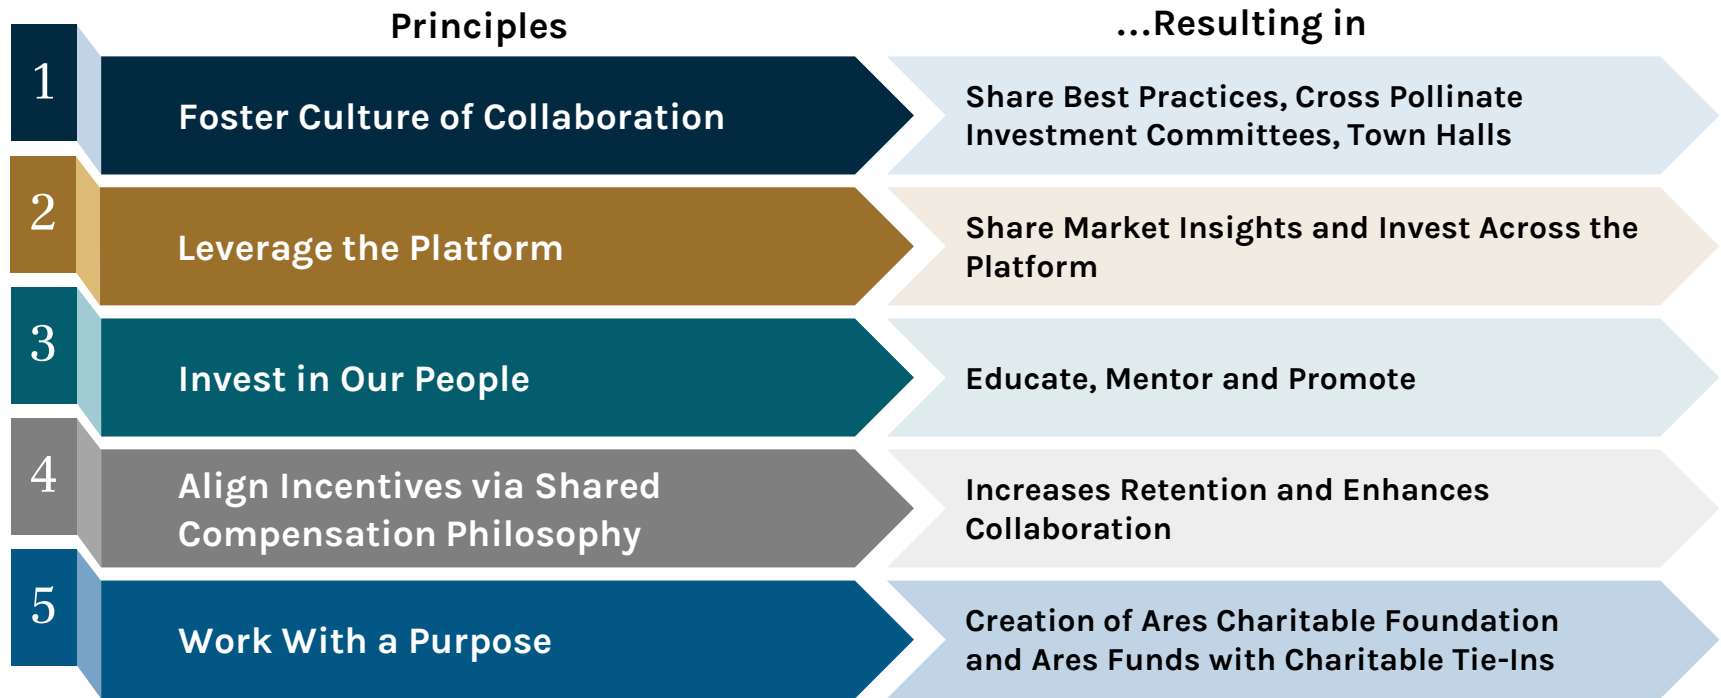 Principles
...Resulting in
1
Foster Culture of Collaboration
Share Best Practices, Cross Pollinate
Investment Committees, Town Halls
2
Leverage the Platform
Share Market Insights and Invest Across the
Platform
3
Invest in Our People
Educate, Mentor and Promote
4
Align Incentives via Shared
Compensation Philosophy
Increases Retention and Enhances
Collaboration
5
Work With a Purpose
Creation of Ares Charitable Foundation
and Ares Funds with Charitable Tie-Ins